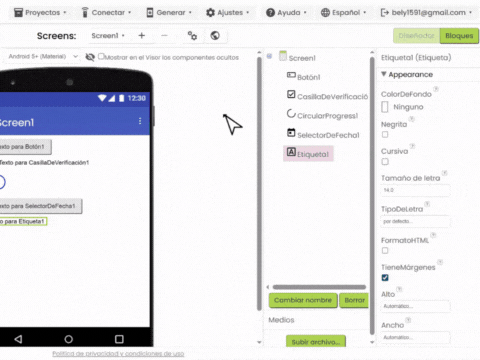 Proyectos Conectar Generar Ajustes Ayuda Español bely1591@gmail.com
Screens: Screen1 Diseñador Bloques
Android 5+ (Material) Mostrar en el Visor los componentes ocultos
12:30
Screen1
exto para Botón1
Texto para CasillaDeVerificación1
exto para SelectorDeFecha1
o para Etiqueta1
Screen1
Botón1
CasillaDeVerificació
CircularProgress1
SelectorDeFecha1
Etiqueta1
Cambiar nombre Borrar
Medios
Subir archivo...
Etiqueta1 (Etiqueta)
Appearance
ColorDeFondo
Ninguno
Negrita
Cursiva
Tamaño de letra
14.0
TipoDeLetra
por defecto...
FormatoHTML
TieneMárgenes
Alto
Automático...
Ancho
Automático...
Política de privacidad y condiciones de uso